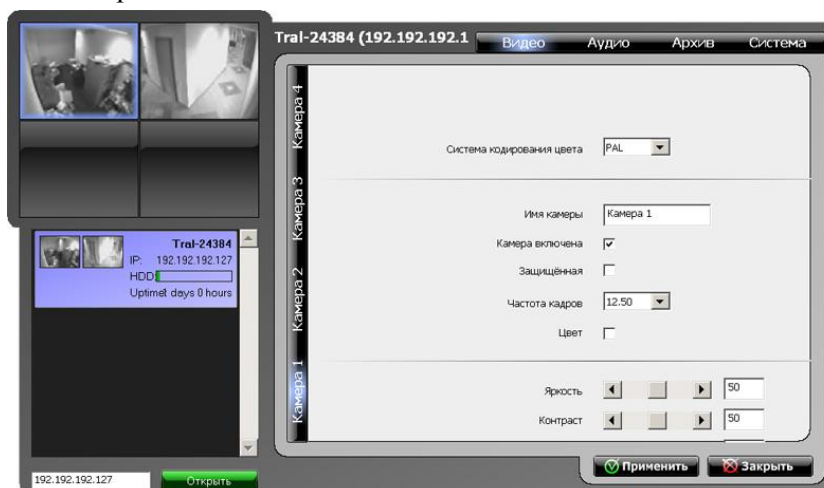 Tral-24384 (192.192.192.1
Видео Аудио Архив Система
Камера 4
Камера 3
Камера 2
Камера 1
Система кодирования цвета PAL
Имя камеры Камера 1
Камера включена
Защищённая
Частота кадров 12.50
Цвет
Яркость 50
Контраст 50
Tral-24384
IP: 192.192.192.127
HDD:
Uptime: days 0 hours
192.192.192.127 Открыть
Применить Закрыть